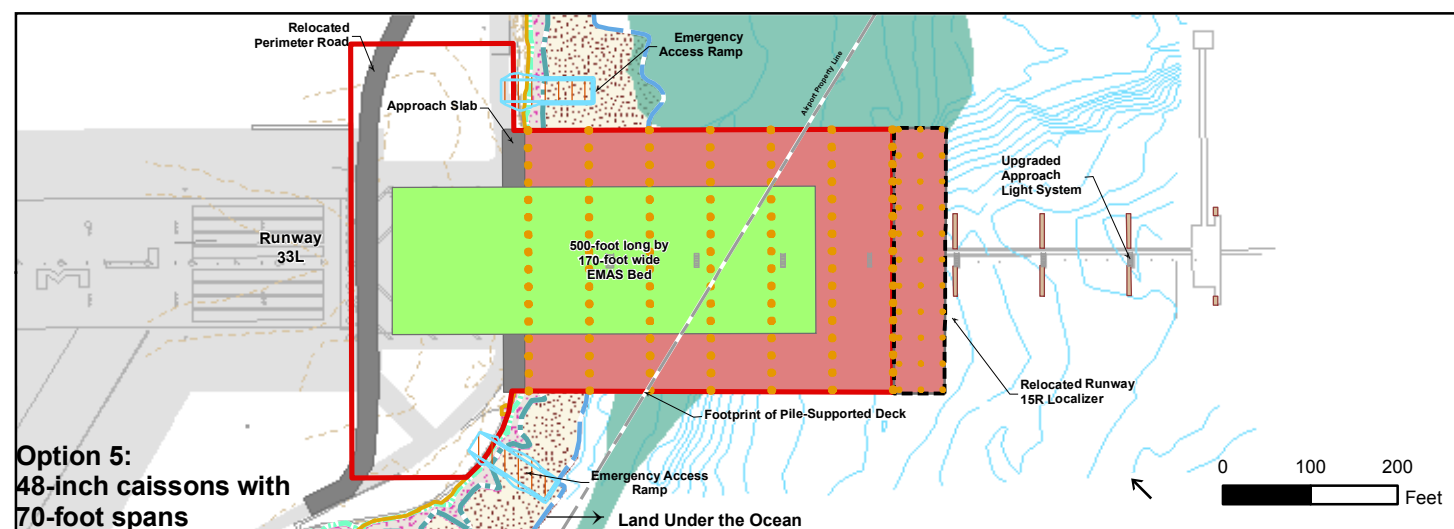 Relocated
Perimeter Road
Emergency
Access Ramp
Approach Slab
Airport Property Line
Upgraded
Approach
Light System
Runway
33L
500-foot long by
170-foot wide
EMAS Bed
Relocated Runway
15R Localizer
Footprint of Pile-Supported Deck
Emergency Access
Ramp
Land Under the Ocean
Option 5:
48-inch caissons with
70-foot spans
0 100 200
Feet